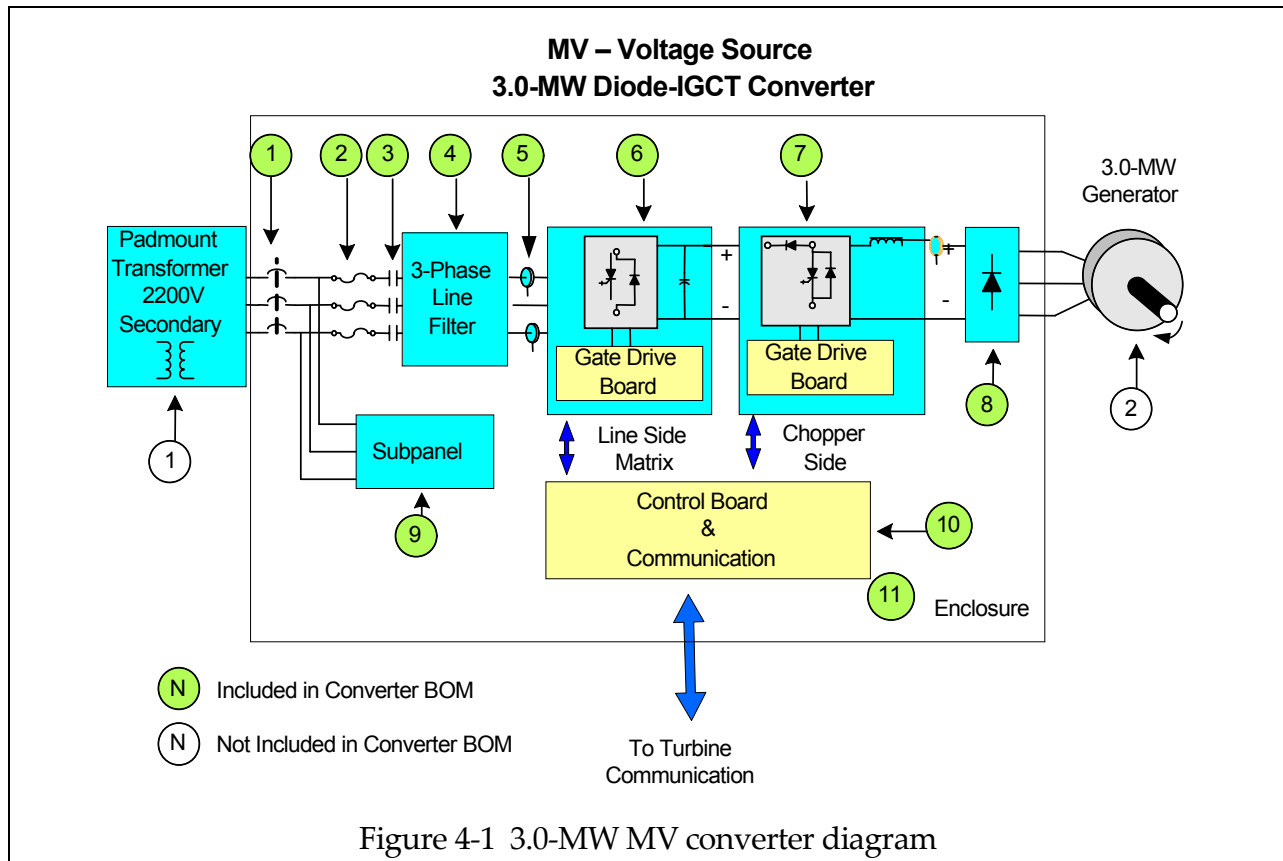 MV – Voltage Source
3.0-MW Diode-IGCT Converter
1
2
3
4
5
6
7
3.0-MW
Generator
Padmount
Transformer
2200V
Secondary
3-Phase
Line
Filter
+
-
+
-
Gate Drive
Board
Gate Drive
Board
8
2
1
Subpanel
Line Side
Matrix
Chopper
Side
9
Control Board
&
Communication
10
11
Enclosure
N
Included in Converter BOM
N
Not Included in Converter BOM
To Turbine
Communication
Figure 4-1 3.0-MW MV converter diagram